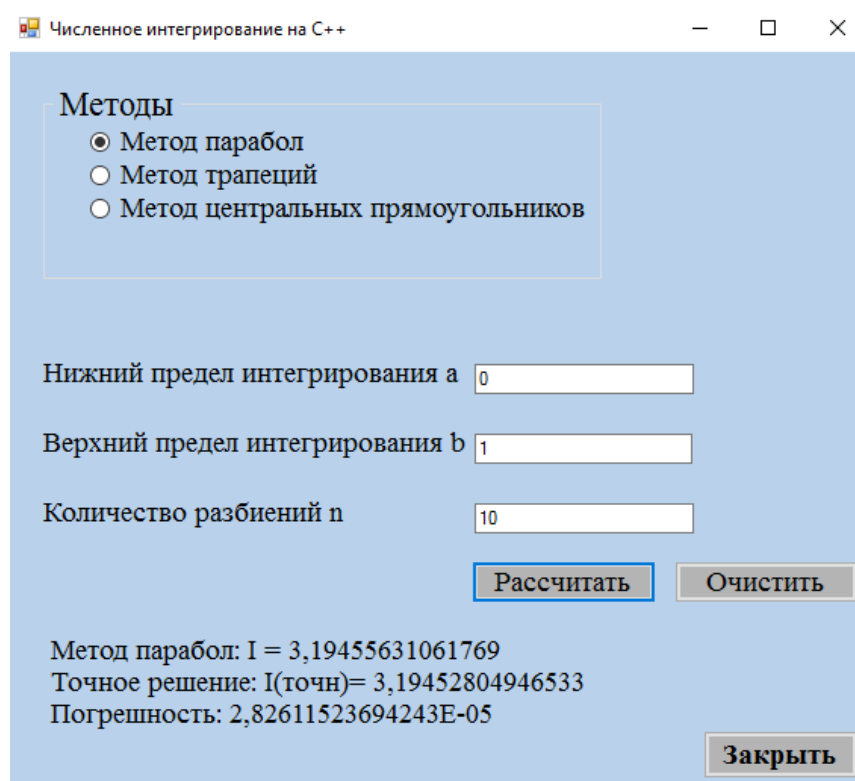 Численное интегрирование на C++
Методы
Метод парабол
Метод трапеций
Метод центральных прямоугольников
Нижний предел интегрирования a 0
Верхний предел интегрирования b 1
Количество разбиений n 10
Рассчитать Очистить
Метод парабол: I = 3,19455631061769
Точное решение: I(точн)= 3,19452804946533
Погрешность: 2,82611523694243E-05
Закрыть